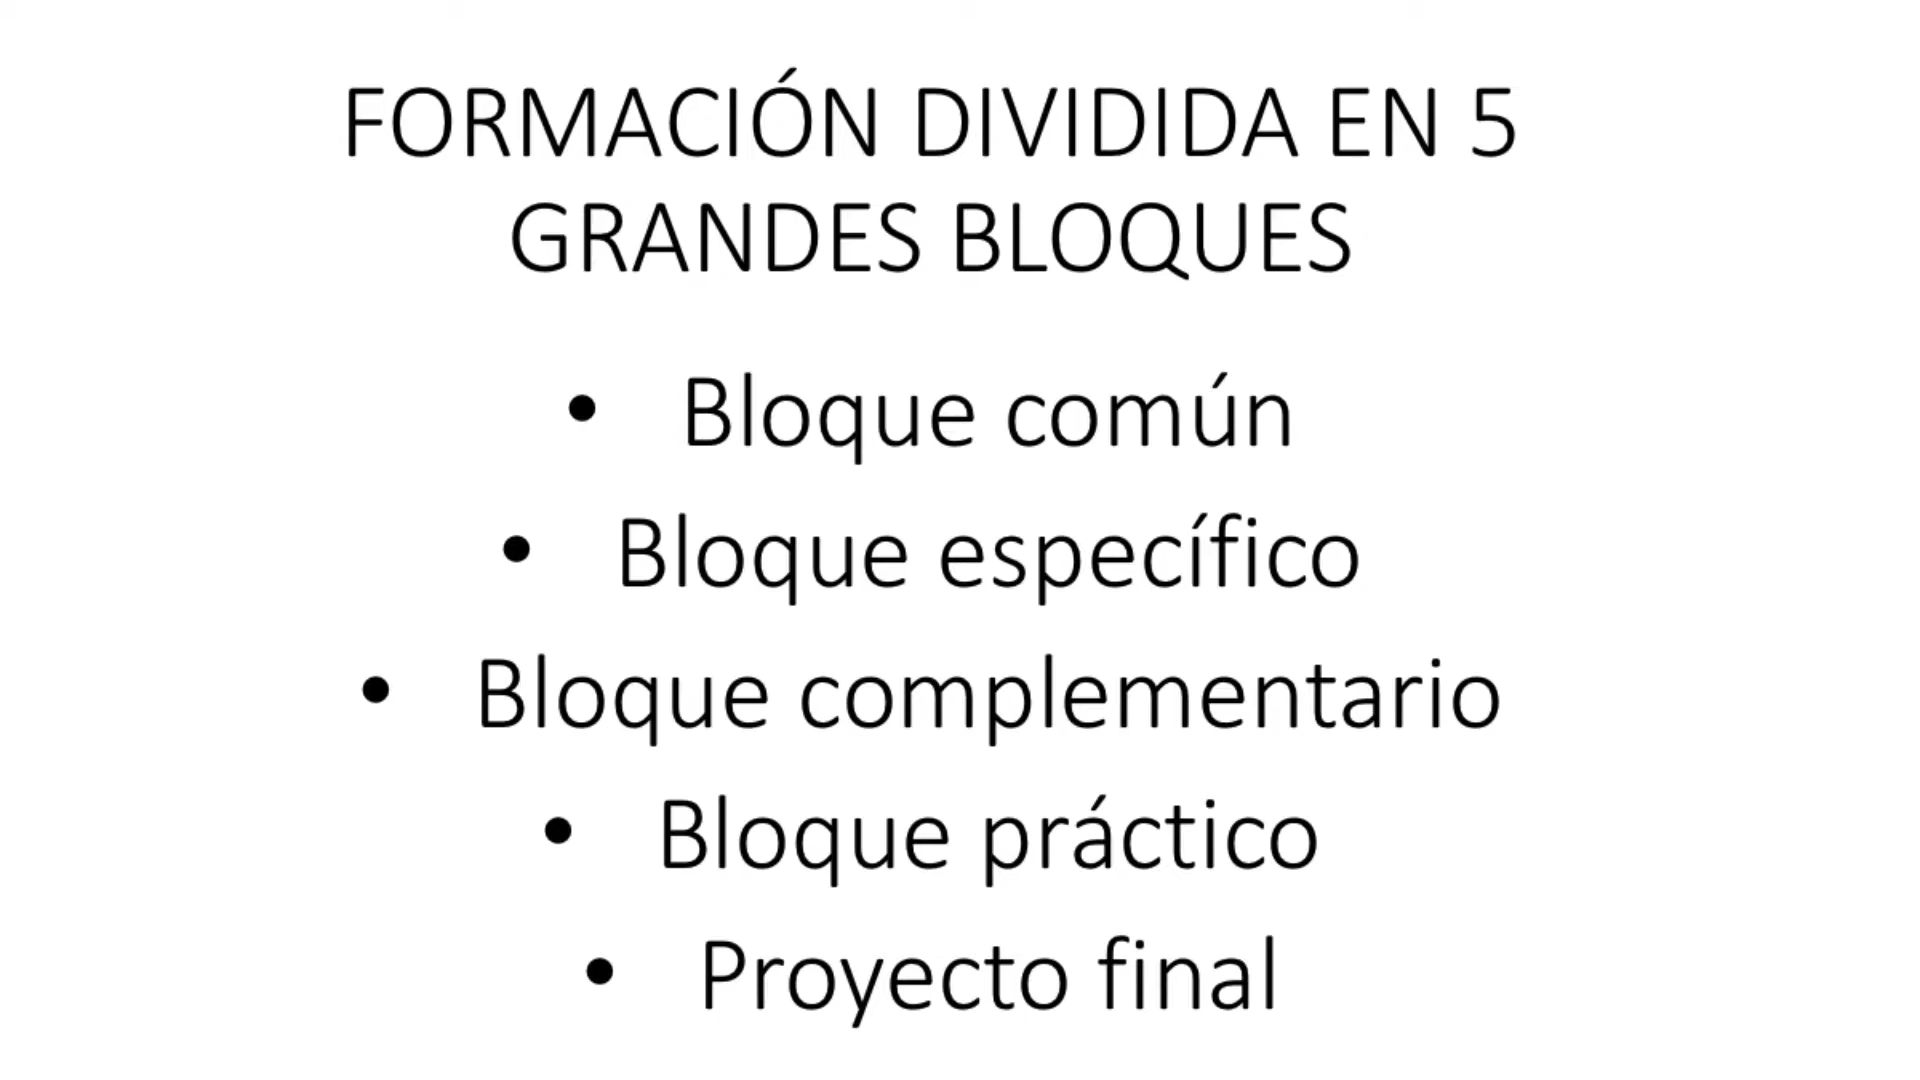 FORMACIÓN DIVIDIDA EN 5
GRANDES BLOQUES
• Bloque común
• Bloque específico
• Bloque complementario
• Bloque práctico
• Proyecto final